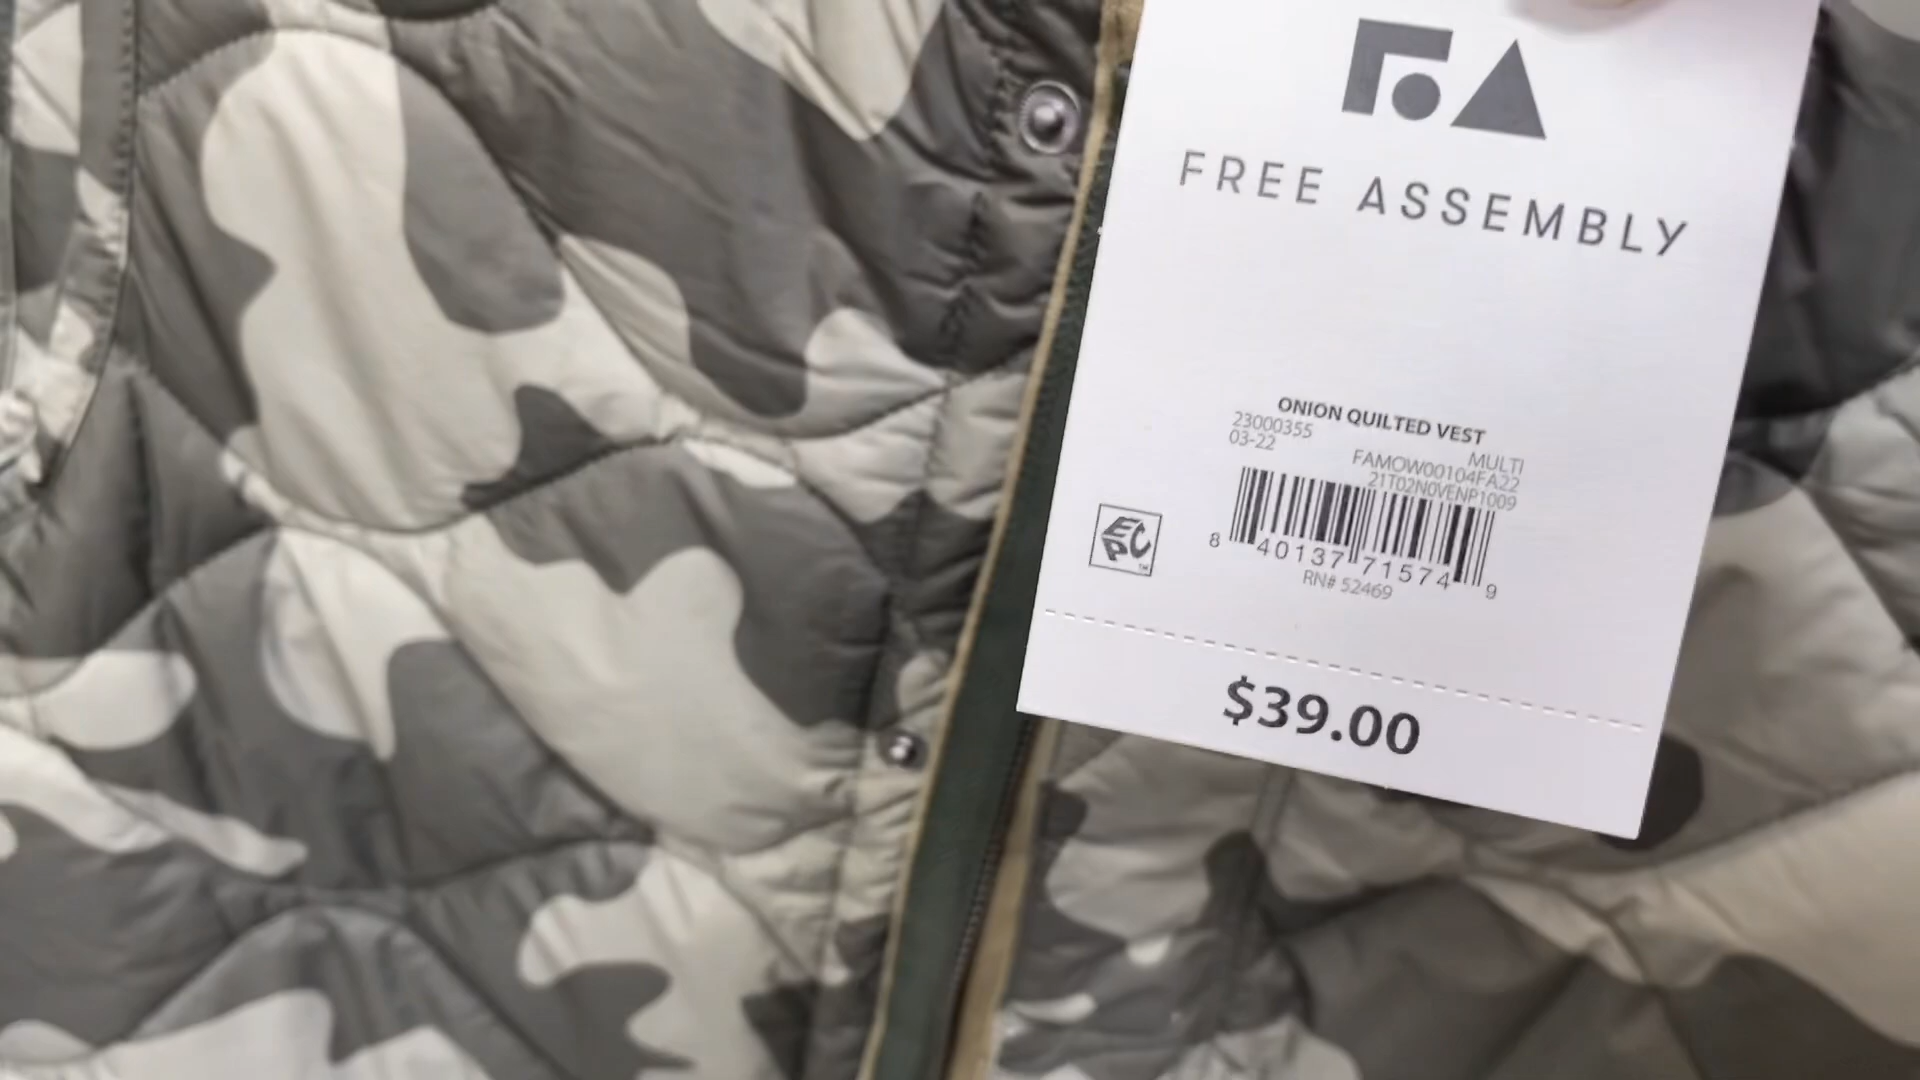 FREE ASSEMBLY
ONION QUILTED VEST
23000355
MULTI
03-22
FAMOW00104FA22
21T02N0VENP1009
8 40137 71574 9
RN# 52469
EPC™
$39.00